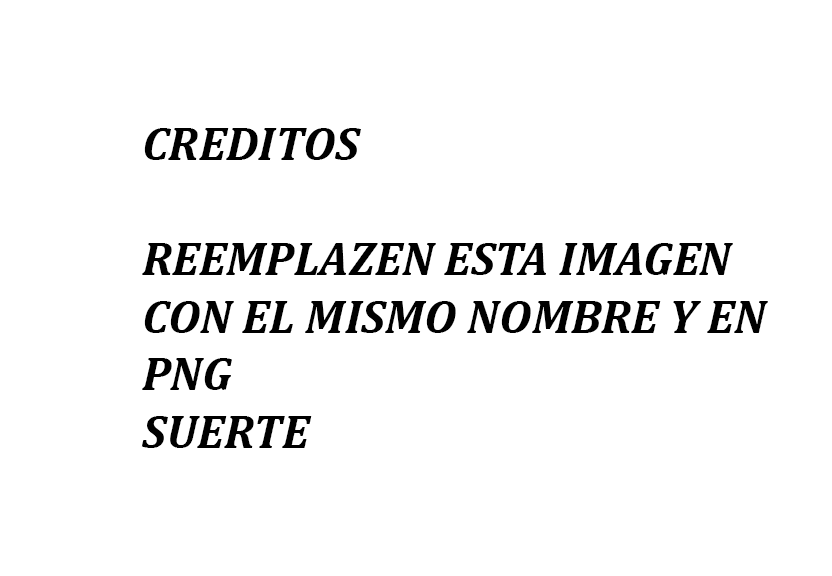 CREDITOS
REEMPLAZEN ESTA IMAGEN
CON EL MISMO NOMBRE Y EN
PNG
SUERTE